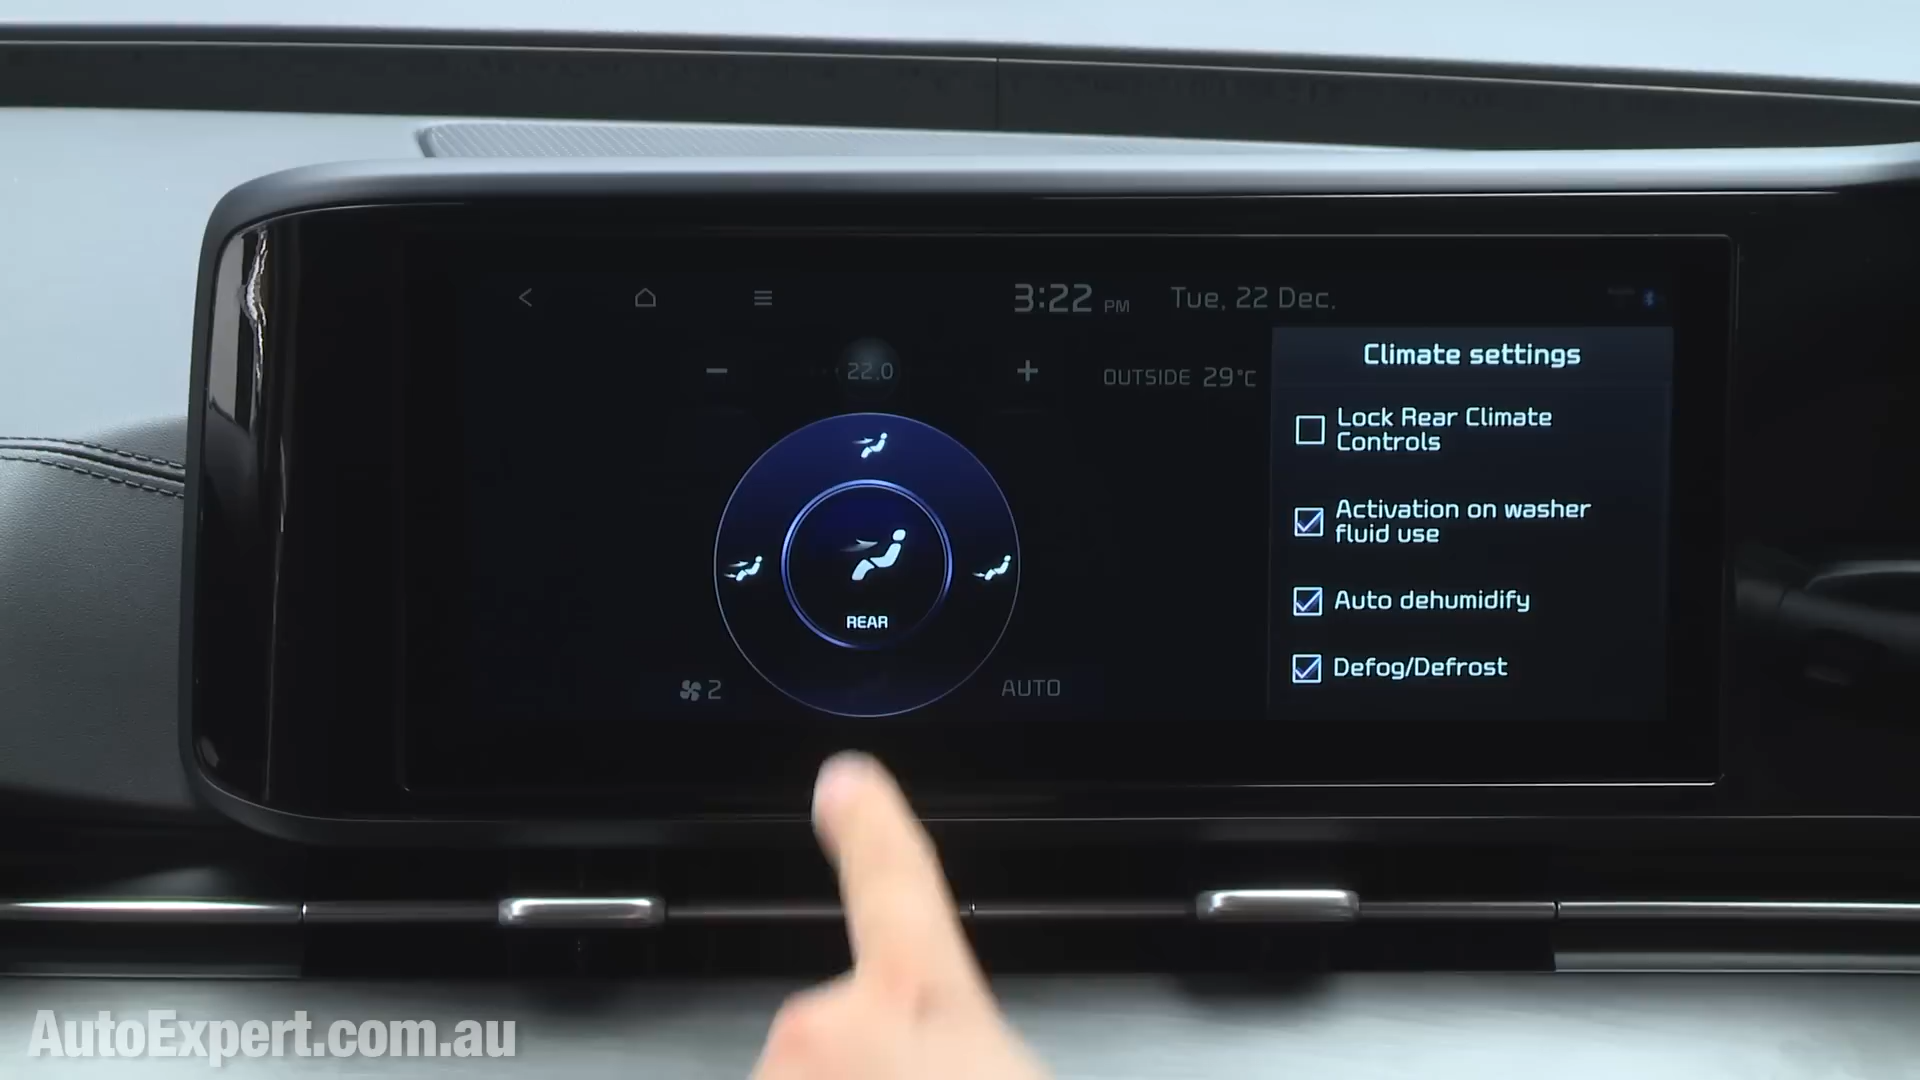 3:22 PM Tue, 22 Dec.
Climate settings
22.0
OUTSIDE 29°C
Lock Rear Climate
Controls
Activation on washer
fluid use
Auto dehumidify
REAR
Defog/Defrost
2
AUTO
AutoExpert.com.au